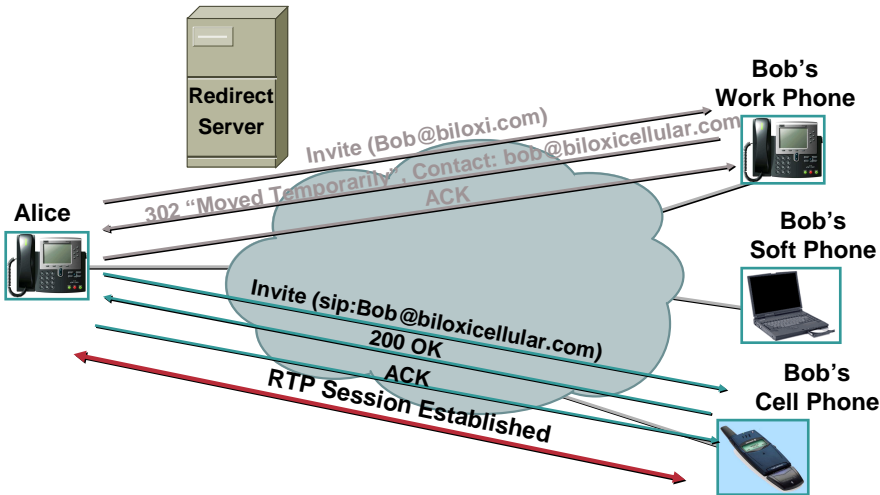 Redirect
Server
Bob's
Work Phone
Invite (Bob@biloxi.com)
302 “Moved Temporarily”, Contact: bob@biloxicellular.com
ACK
Alice
Bob's
Soft Phone
Invite (sip:Bob@biloxicellular.com)
200 OK
ACK
RTP Session Established
Bob's
Cell Phone